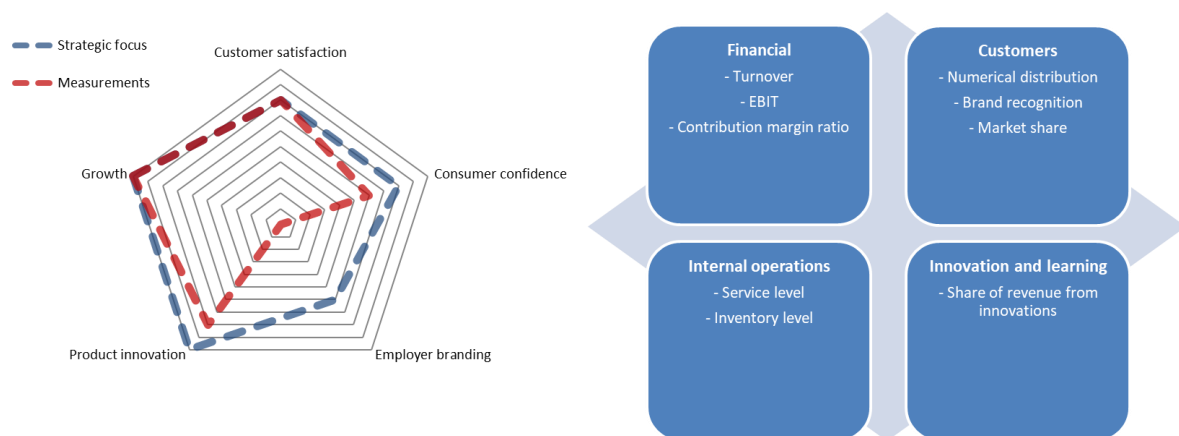 Strategic focus
Measurements
Customer satisfaction
Growth
Consumer confidence
Product innovation
Employer branding
Financial
- Turnover
- EBIT
- Contribution margin ratio
Customers
- Numerical distribution
- Brand recognition
- Market share
Internal operations
- Service level
- Inventory level
Innovation and learning
- Share of revenue from
innovations